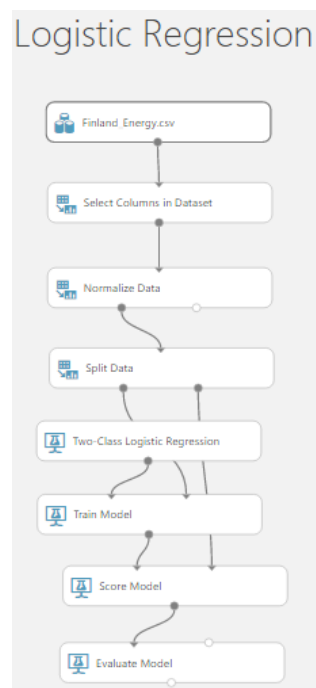 Logistic Regression
Finland_Energy.csv
Select Columns in Dataset
Normalize Data
Split Data
Two-Class Logistic Regression
Train Model
Score Model
Evaluate Model